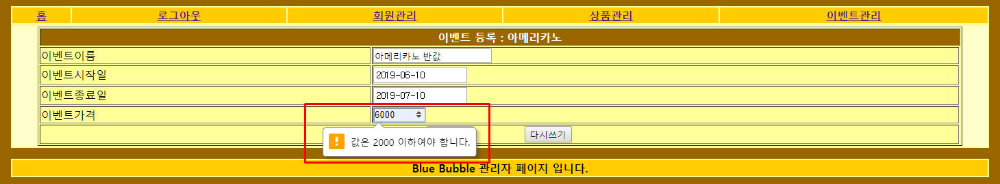 홈 로그아웃 회원관리 상품관리 이벤트관리
이벤트 등록 : 아메리카노
이벤트이름 아메리카노 반값
이벤트시작일 2019-06-10
이벤트종료일 2019-07-10
이벤트가격 6000
다시쓰기
값은 2000 이하여야 합니다.
Blue Bubble 관리자 페이지 입니다.